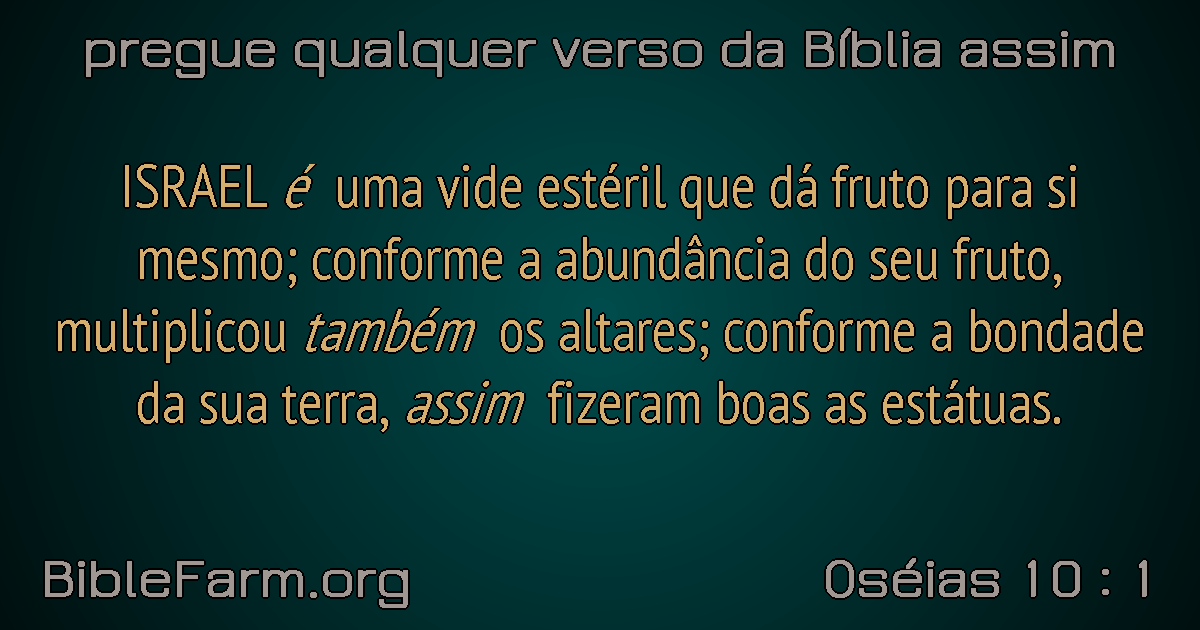 pregue qualquer verso da Bíblia assim
ISRAEL é uma vide estéril que dá fruto para si
mesmo; conforme a abundância do seu fruto,
multiplicou também os altares; conforme a bondade
da sua terra, assim fizeram boas as estátuas.
BibleFarm.org
Oséias 10 : 1